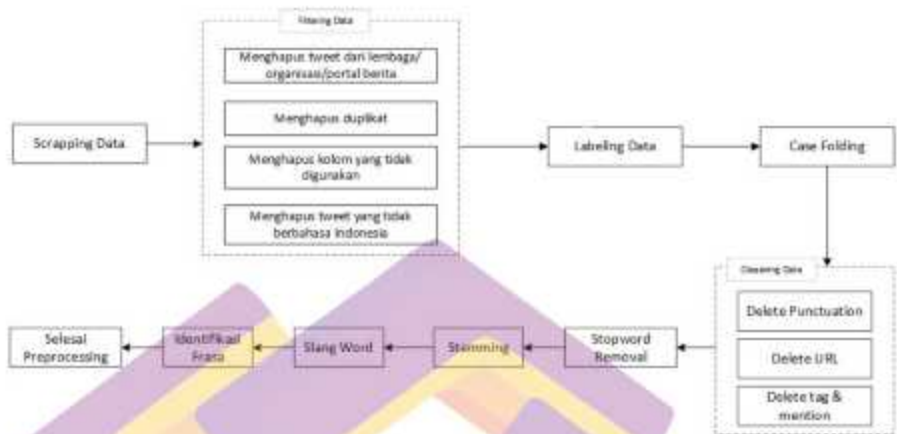 Filtering Data
Menghapus tweet dari lembaga/
organisasi/portal berita
Menghapus duplikat
Menghapus kolom yang tidak
digunakan
Menghapus tweet yang tidak
berbahasa Indonesia
Scrapping Data
Labeling Data
Case Folding
Cleaning Data
Delete Punctuation
Delete URL
Delete tag &
mention
Stopword
Removal
Stemming
Slang Word
Identifikasi
Frasa
Selesai
Preprocessing